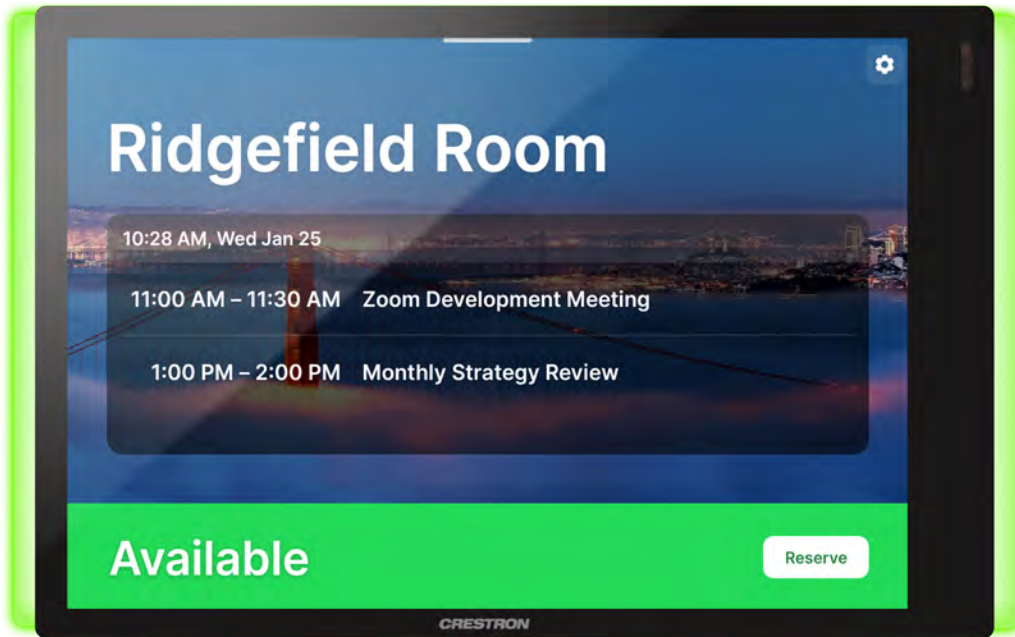 Ridgefield Room
10:28 AM, Wed Jan 25
11:00 AM – 11:30 AM Zoom Development Meeting
1:00 PM – 2:00 PM Monthly Strategy Review
Available
Reserve
CRESTRON